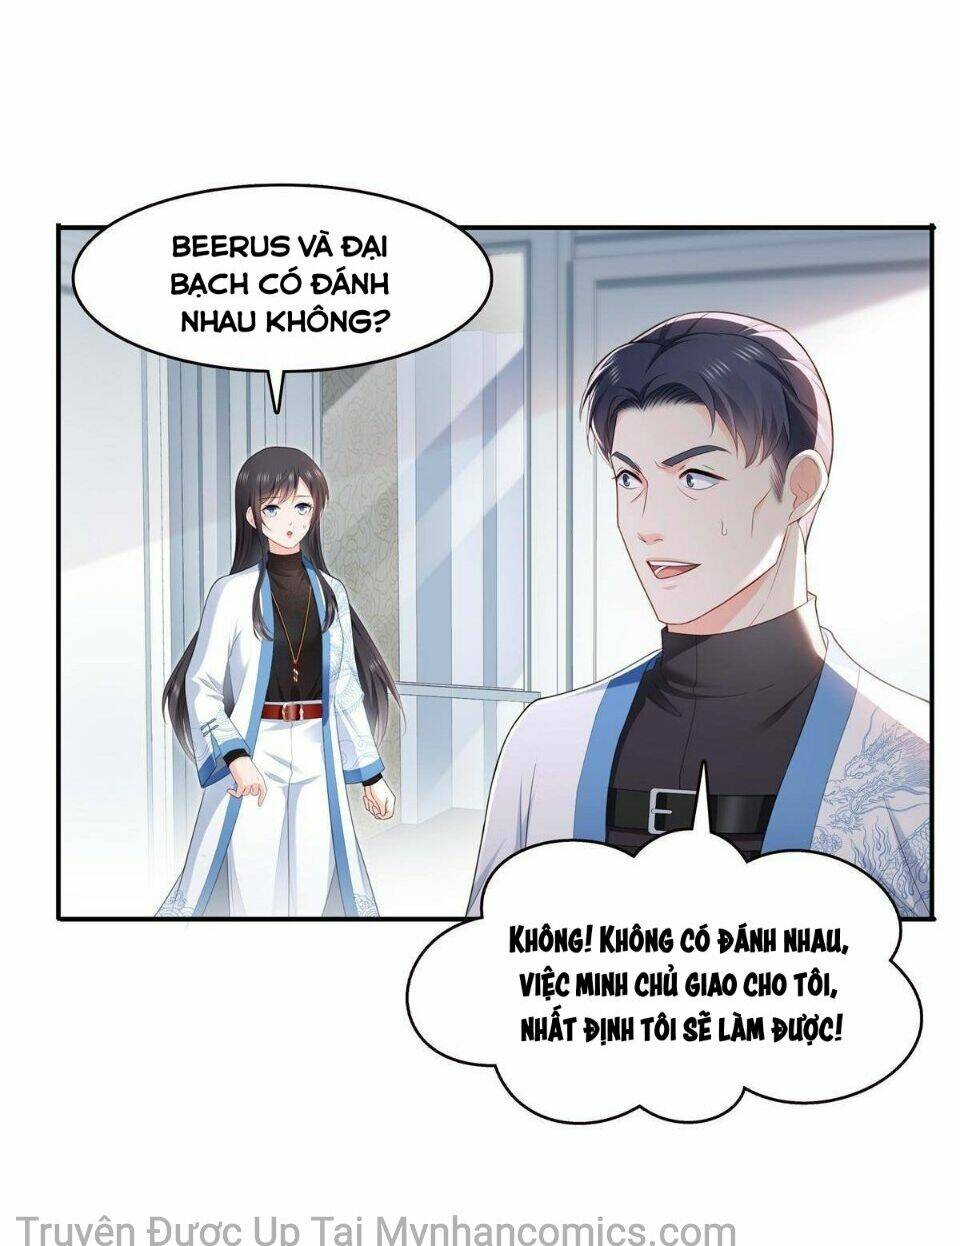 BEERUS VÀ ĐẠI
BẠCH CÓ ĐÁNH
NHAU KHÔNG?
KHÔNG! KHÔNG CÓ ĐÁNH NHAU,
VIỆC MINH CHỦ GIAO CHO TÔI,
NHẤT ĐỊNH TÔI SẼ LÀM ĐƯỢC!
Truyện Được Up Tại Mynhancomics.com